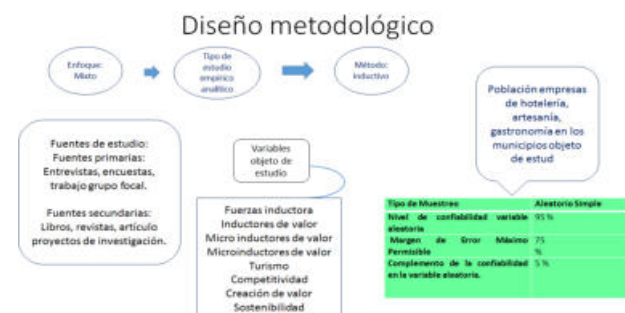 Diseño metodológico
Enfoque:
Mixto
Tipo de
estudio
empírico
analítico
Método:
inductivo
Población empresas
de hotelería,
artesanía,
gastronomía en los
municipios objeto
de estud
Fuentes de estudio:
Fuentes primarias:
Entrevistas, encuestas,
trabajo grupo focal.
Fuentes secundarias:
Libros, revistas, artículo
proyectos de investigación.
Variables
objeto de
estudio
Fuerzas inductora
Inductores de valor
Micro inductores de valor
Microinductores de valor
Turismo
Competitividad
Creación de valor
Sostenibilidad
Tipo de Muestreo Aleatorio Simple
Nivel de confiabilidad variable 95 %
aleatoria
Margen de Error Máximo 75
Permisible %
Complemento de la confiabilidad 5 %
en la variable aleatoria.